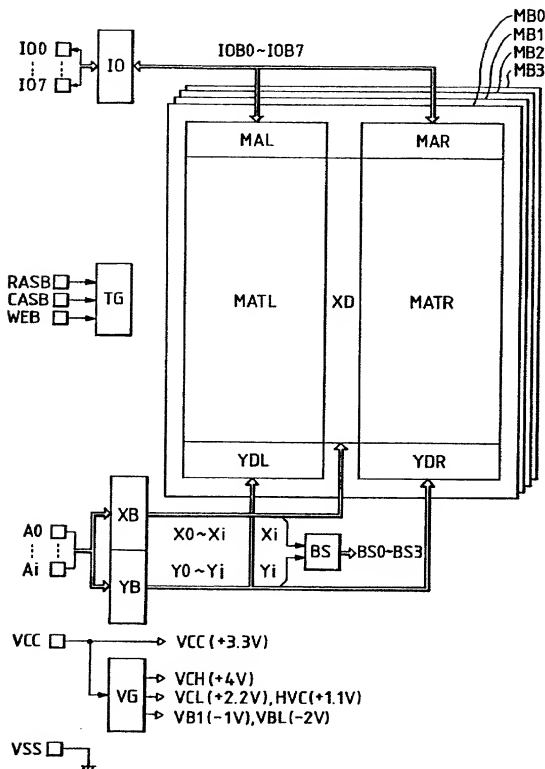 MB0
MB1
MB2
MB3
IO0
IO7
IO
IOB0~IOB7
MAL
MAR
MATL
XD
MATR
RASB
CASB
WEB
TG
YDL
YDR
XB
X0~Xi
Xi
BS
BS0~BS3
A0
Ai
YB
Y0~Yi
Yi
VCC
VCC(+3.3V)
VG
VCH(+4V)
VCL(+2.2V),HVC(+1.1V)
VB1(-1V),VBL(-2V)
VSS